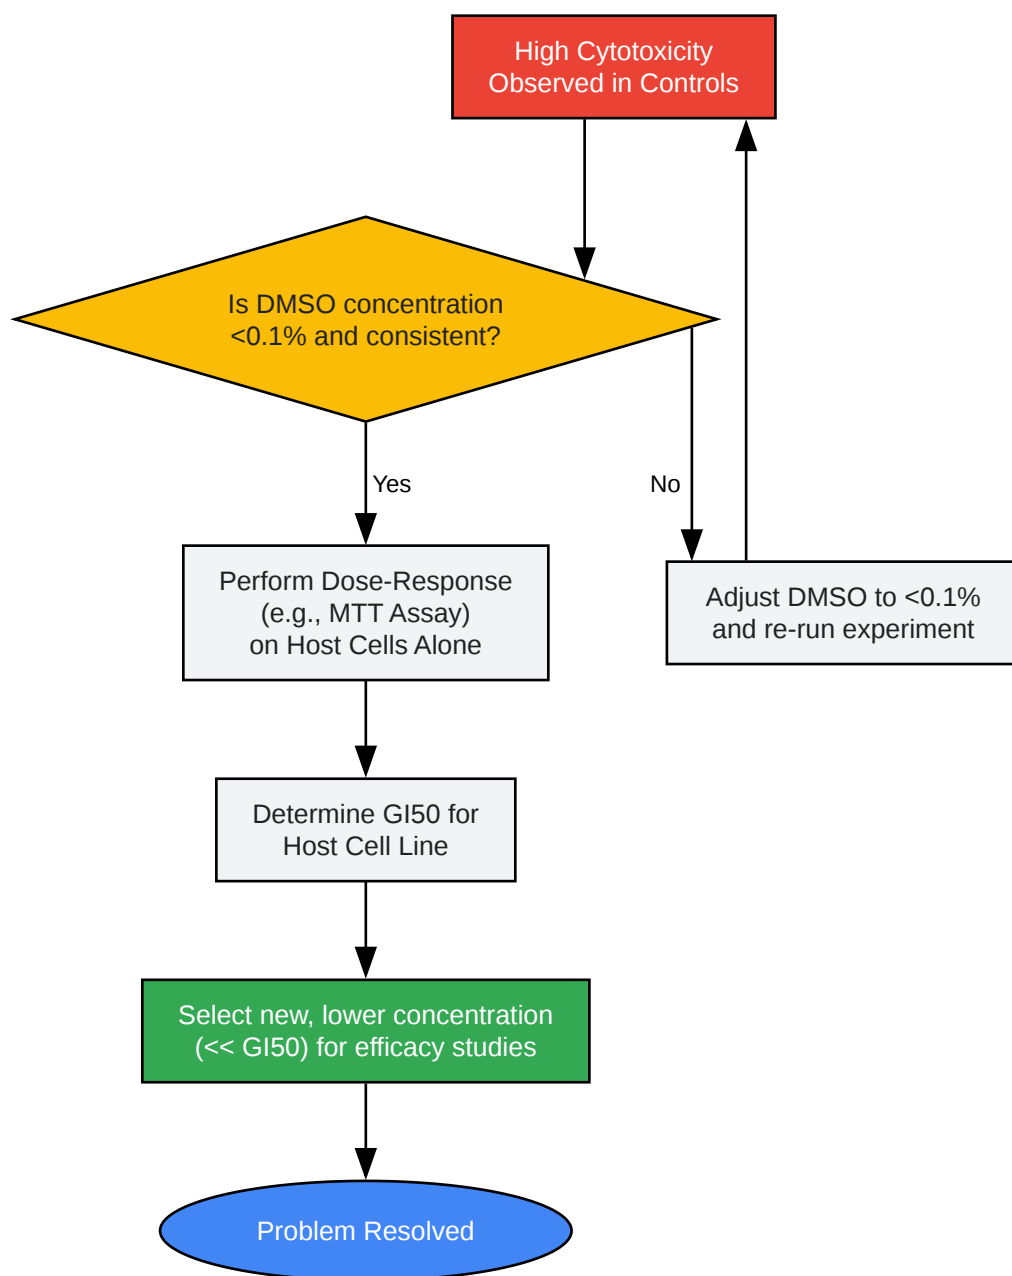 High Cytotoxicity
Observed in Controls
Is DMSO concentration
<0.1% and consistent?
Yes
No
Perform Dose-Response
(e.g., MTT Assay)
on Host Cells Alone
Adjust DMSO to <0.1%
and re-run experiment
Determine GI50 for
Host Cell Line
Select new, lower concentration
(<< GI50) for efficacy studies
Problem Resolved